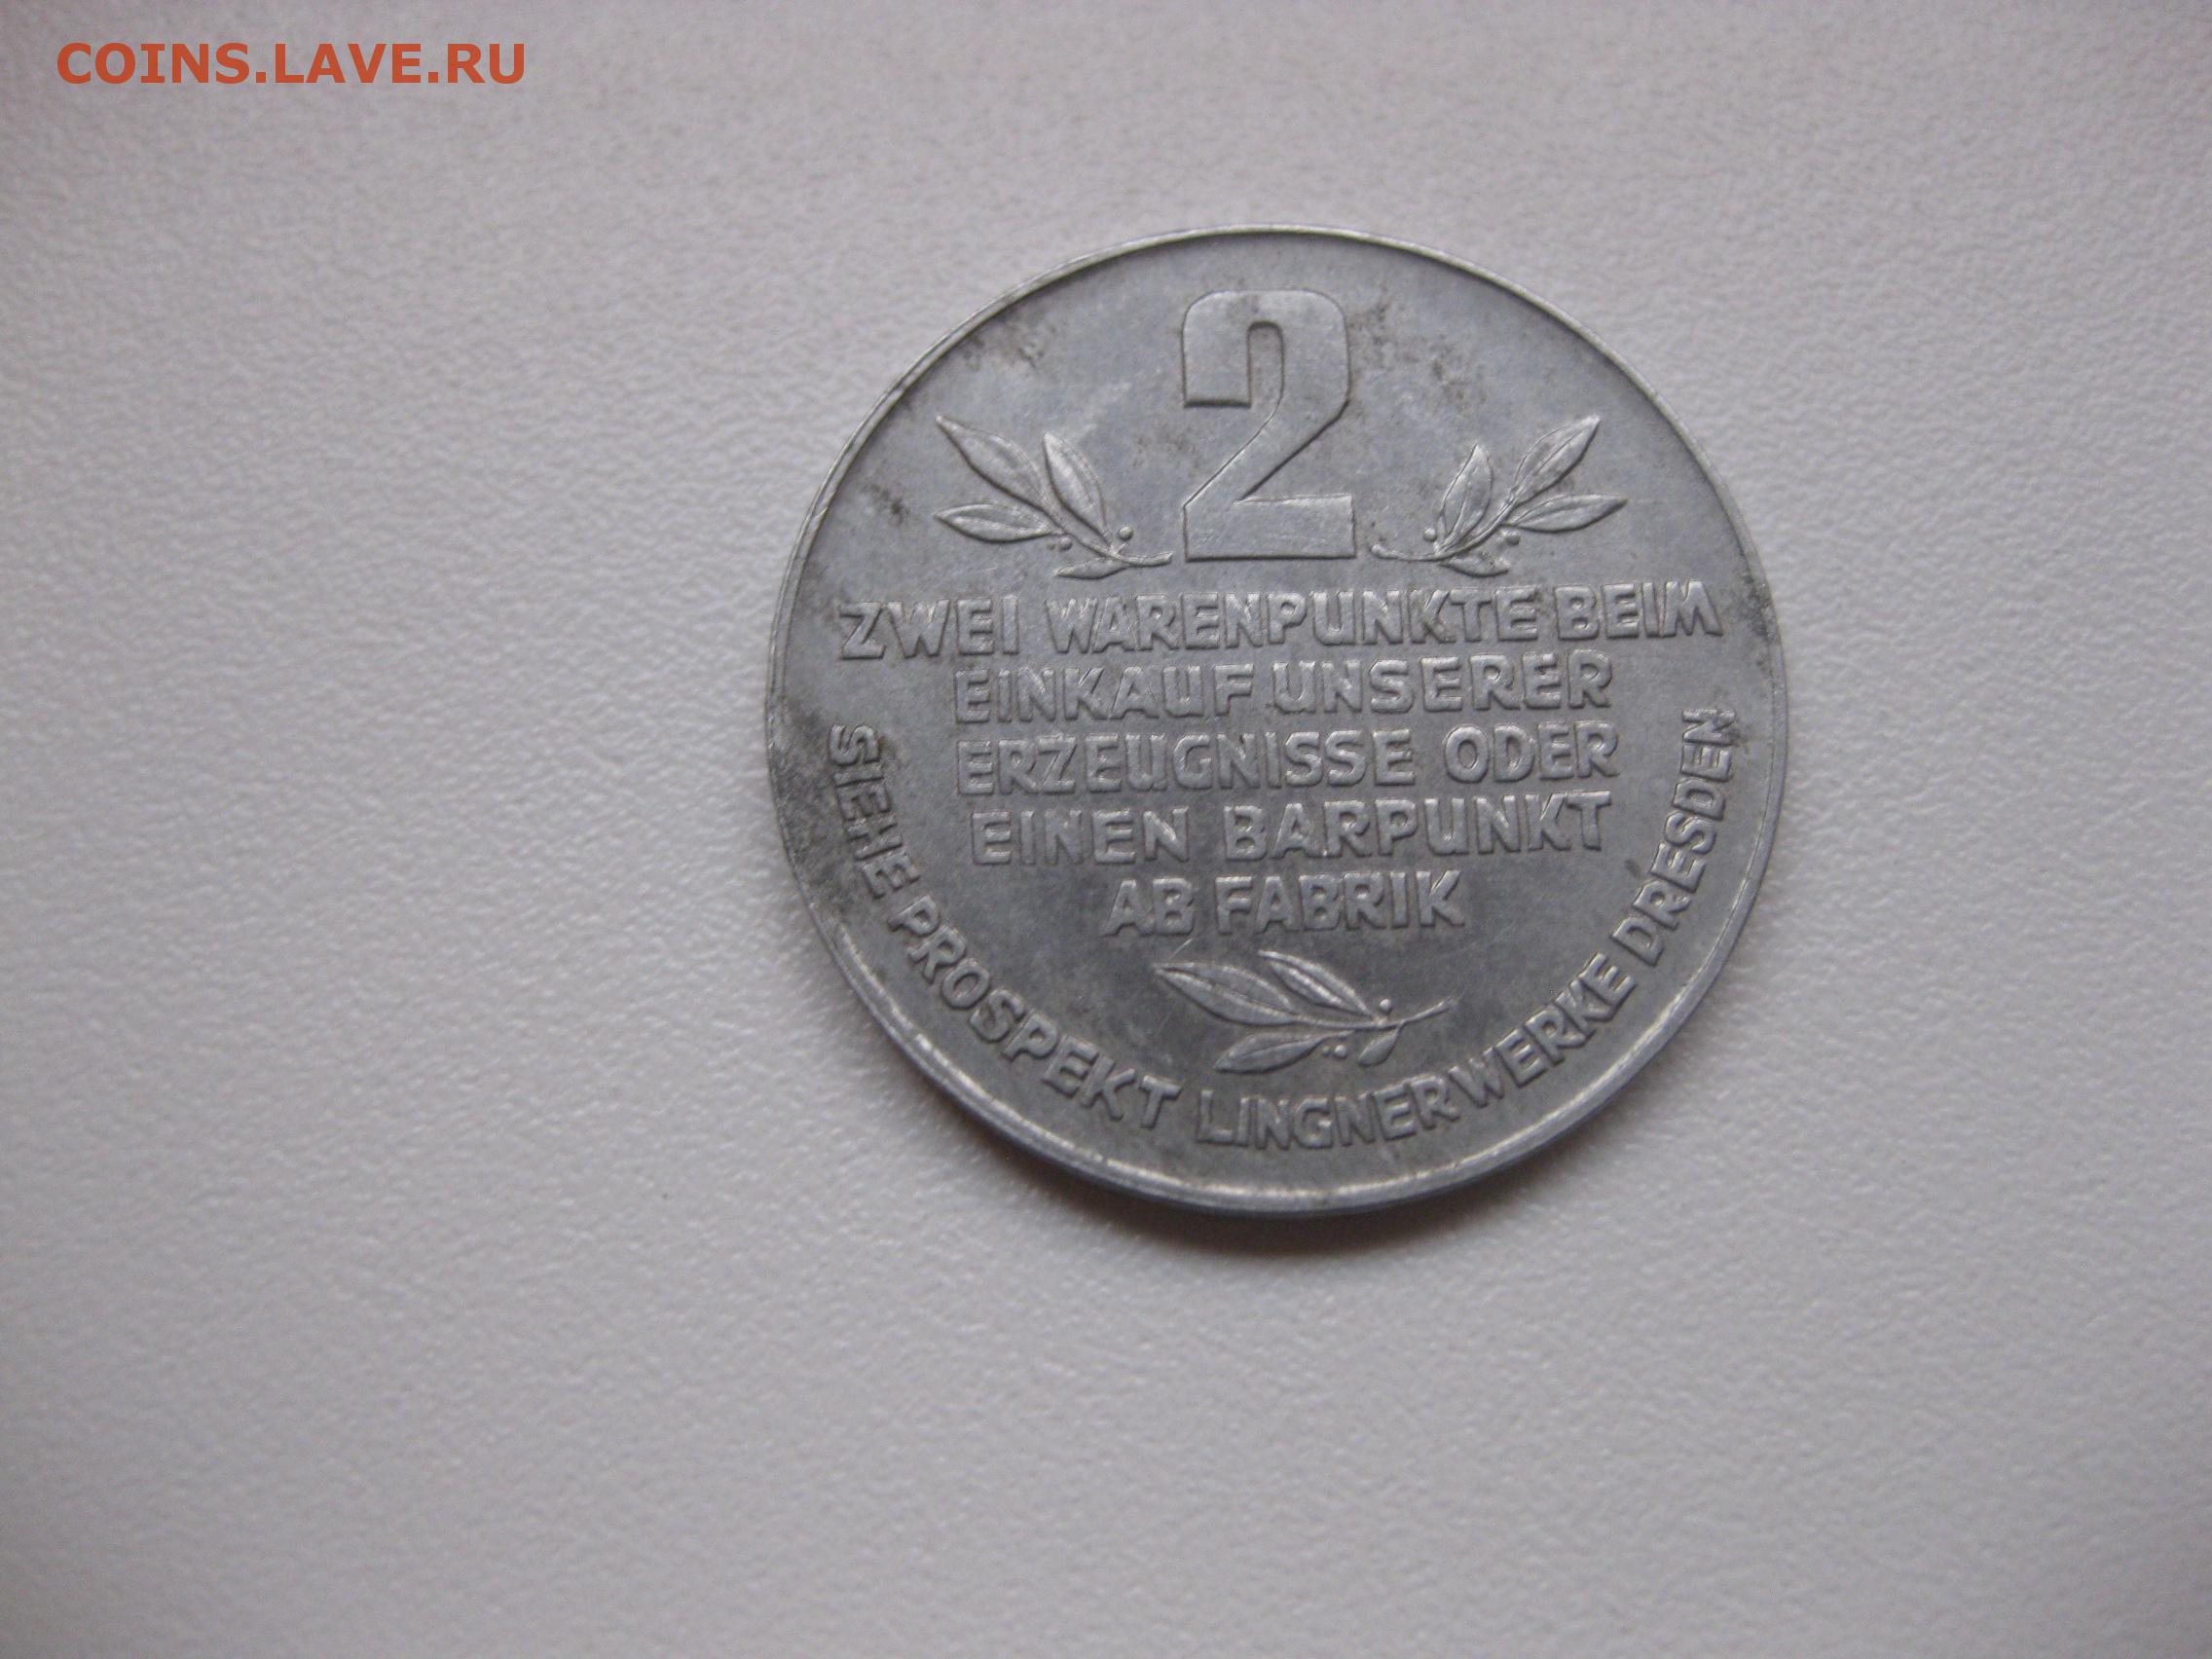 COINS.LAVE.RU
2
ZWEI WARENPUNKTE BEIM
EINKAUF UNSERER
ERZEUGNISSE ODER
EINEN BARPUNKT
AB FABRIK
SIEHE PROSPEKT LINGNERWERKE DRESDEN